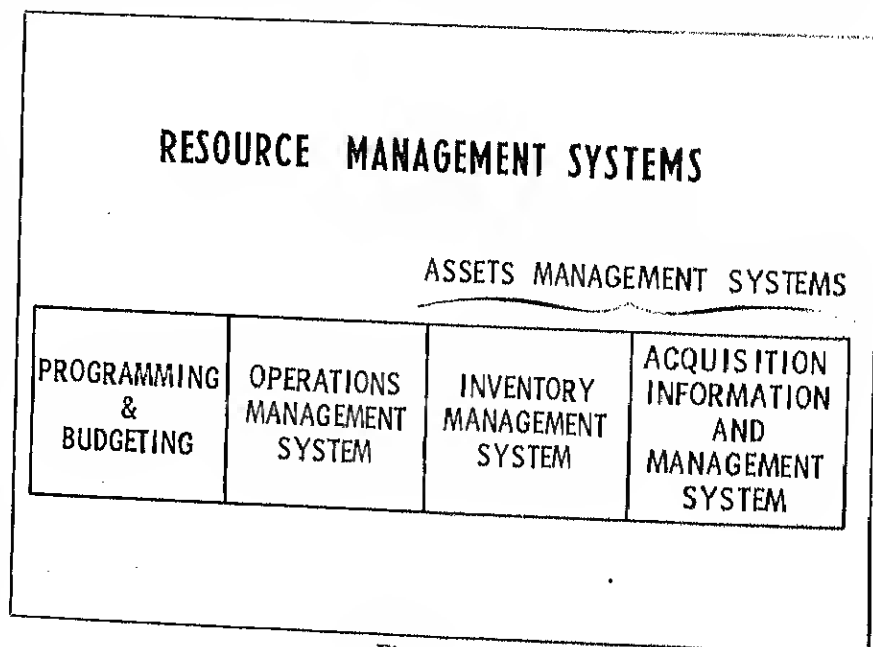 RESOURCE MANAGEMENT SYSTEMS
ASSETS MANAGEMENT SYSTEMS
PROGRAMMING
&
BUDGETING
OPERATIONS
MANAGEMENT
SYSTEM
INVENTORY
MANAGEMENT
SYSTEM
ACQUISITION
INFORMATION
AND
MANAGEMENT
SYSTEM